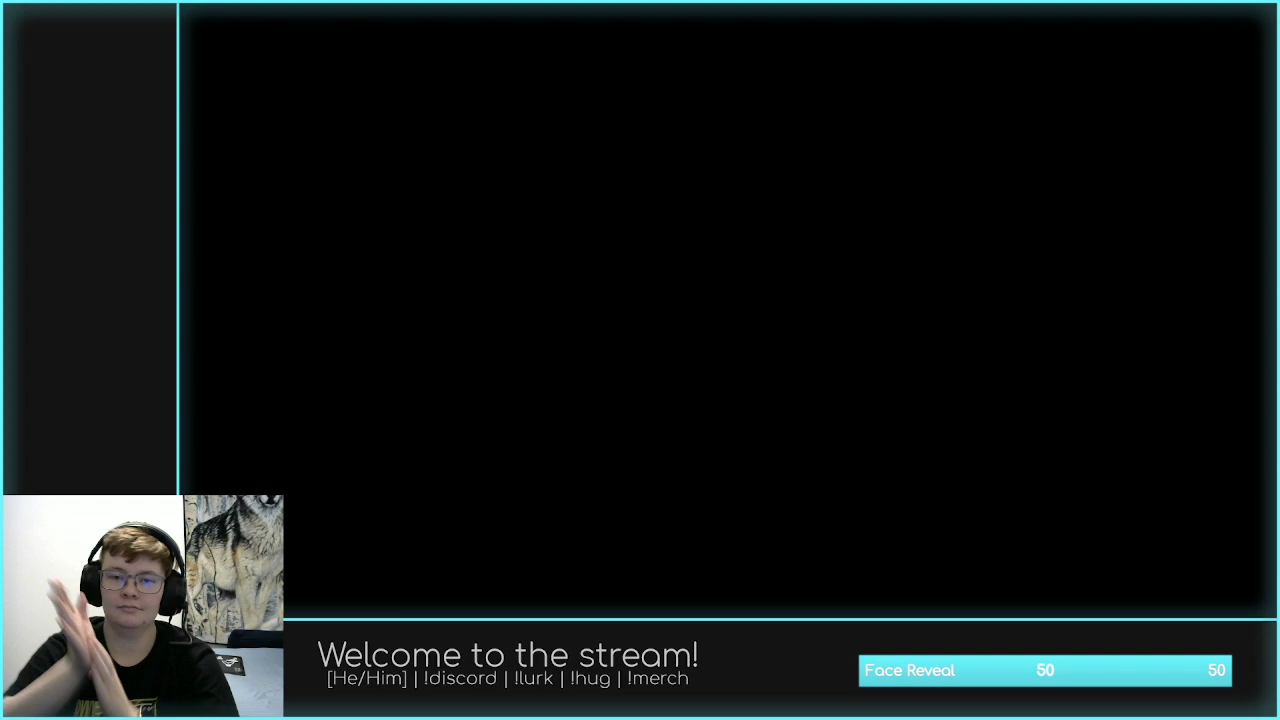 Welcome to the stream!
[He/Him] | !discord | !lurk | !hug | !merch
Face Reveal 50 50